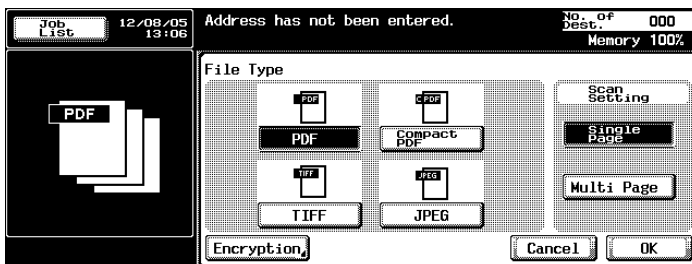 Job List
12/08/05
13:06
Address has not been entered.
No. of Dest.
000
Memory 100%
PDF
File Type
PDF
PDF
C PDF
Compact PDF
TIFF
TIFF
JPEG
JPEG
Scan Setting
Single Page
Multi Page
Encryption
Cancel
OK